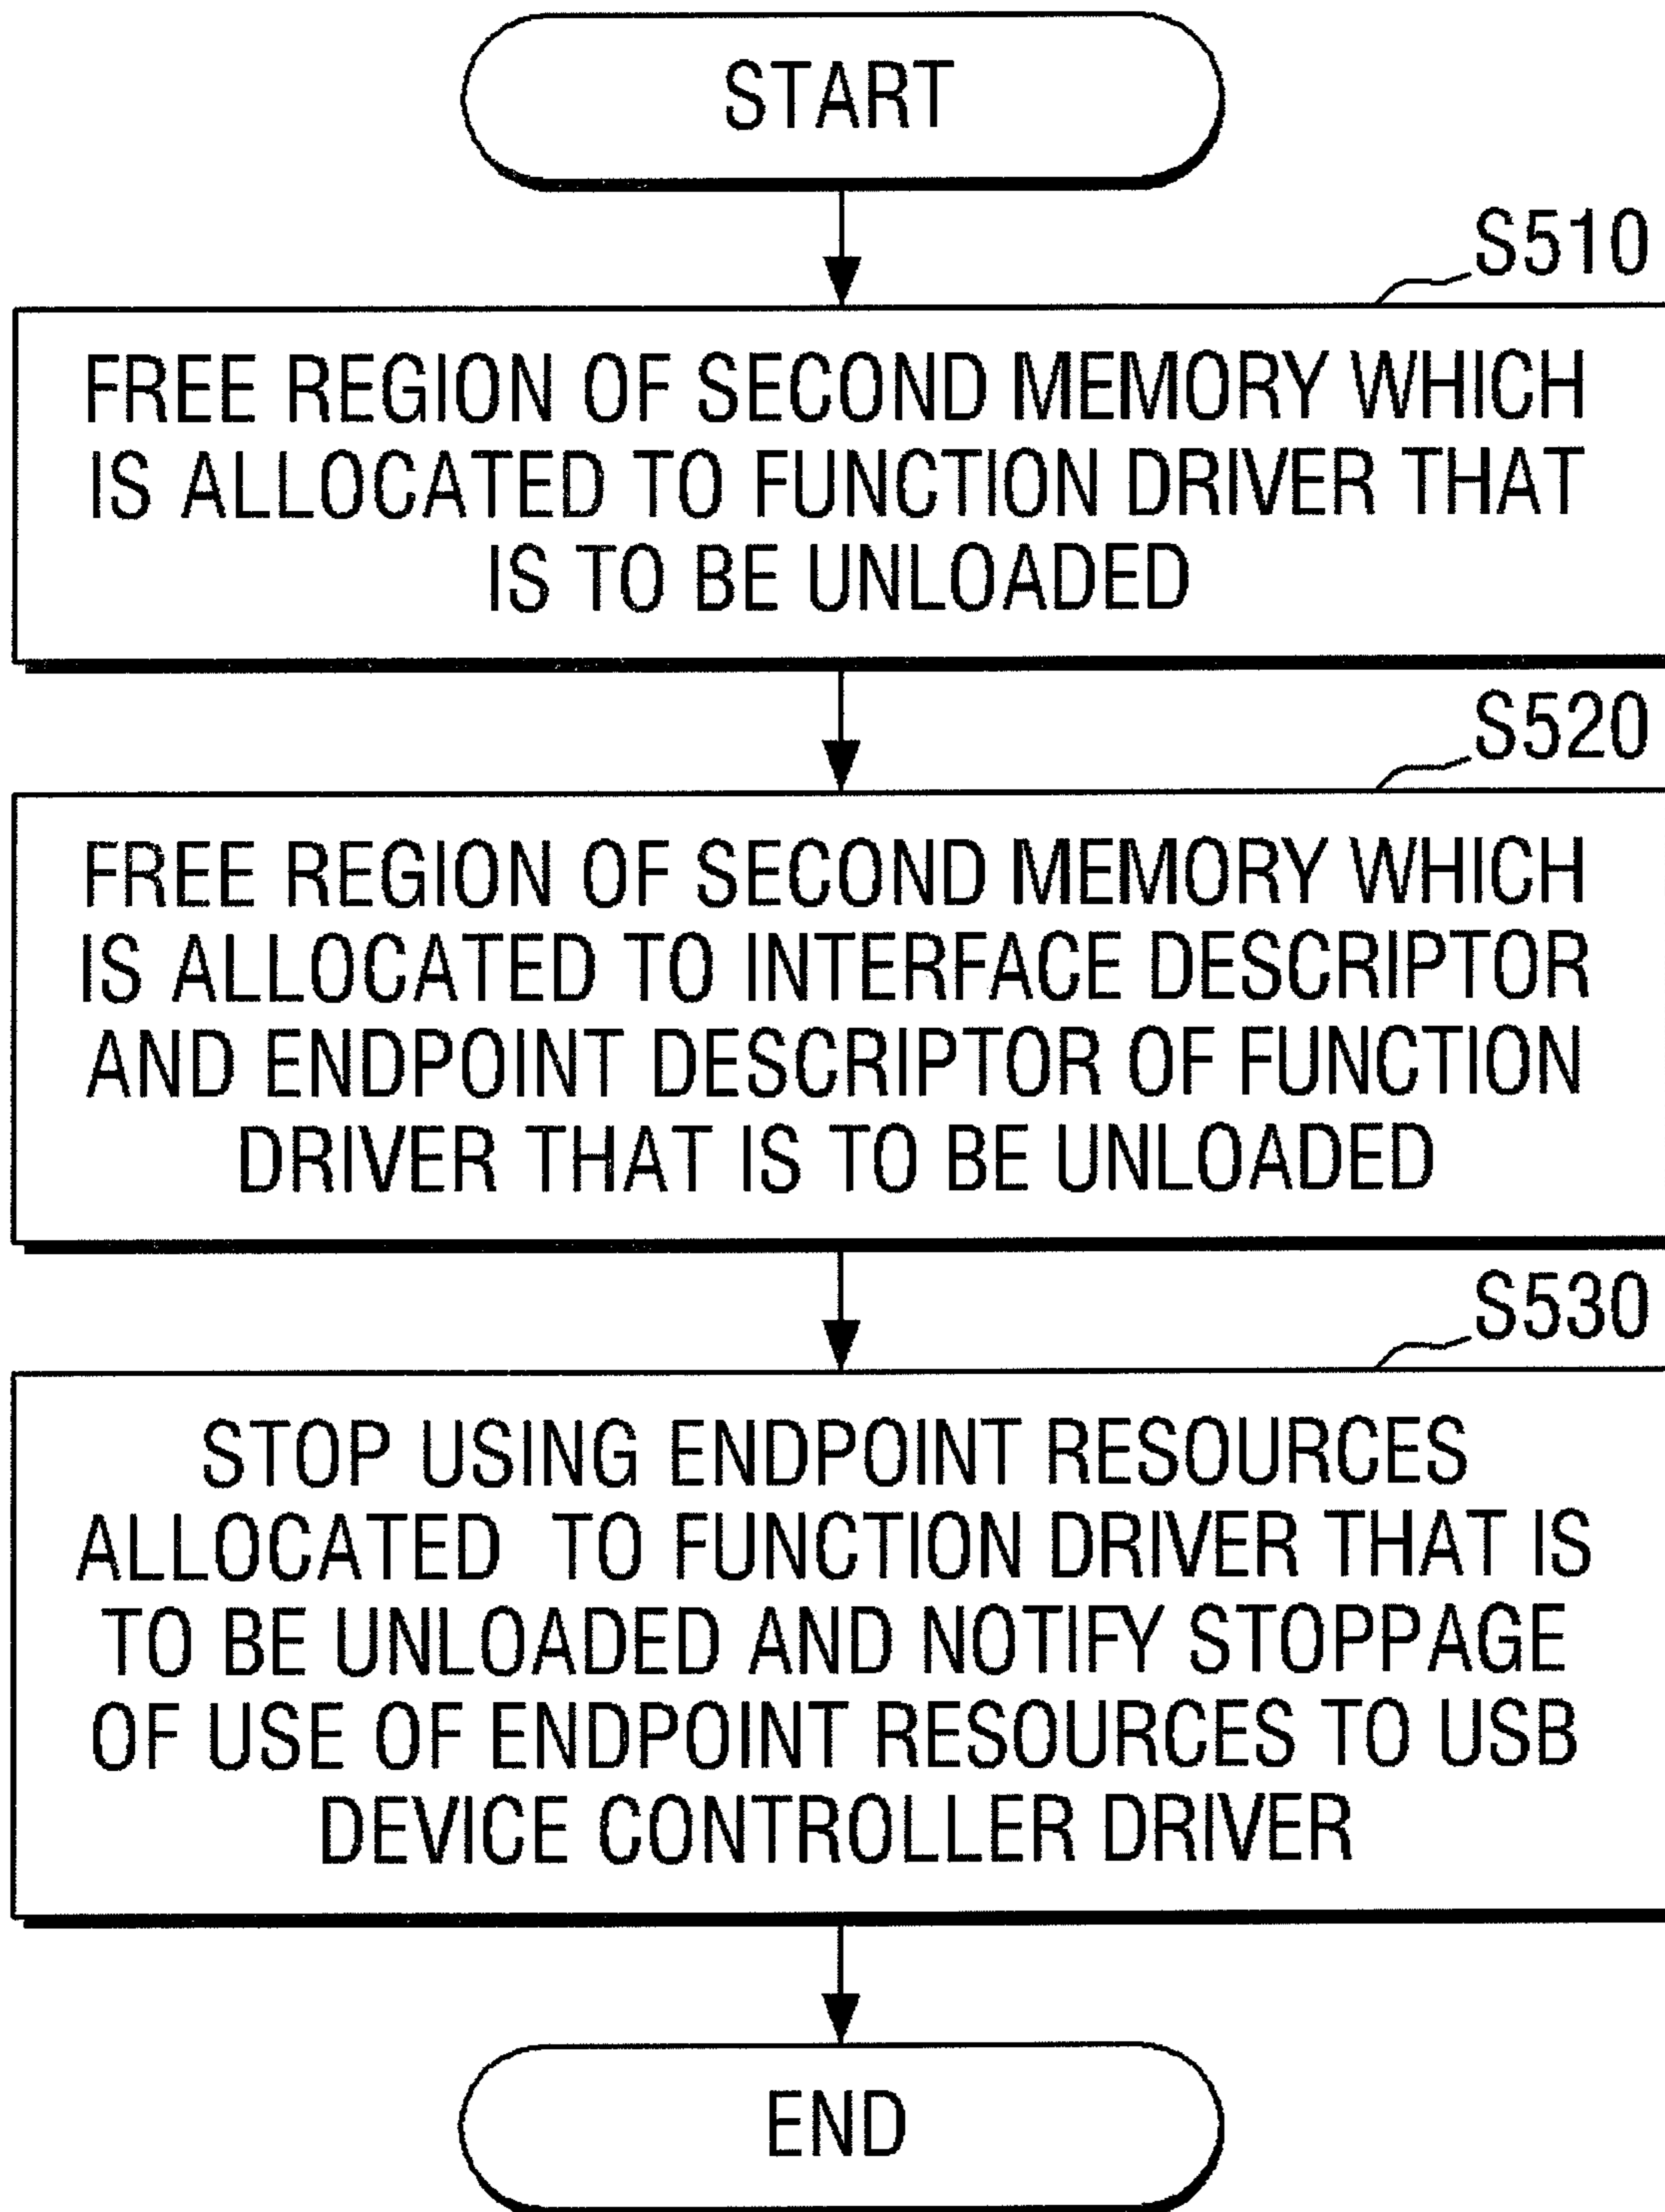 START
S510
FREE REGION OF SECOND MEMORY WHICH
IS ALLOCATED TO FUNCTION DRIVER THAT
IS TO BE UNLOADED
S520
FREE REGION OF SECOND MEMORY WHICH
IS ALLOCATED TO INTERFACE DESCRIPTOR
AND ENDPOINT DESCRIPTOR OF FUNCTION
DRIVER THAT IS TO BE UNLOADED
S530
STOP USING ENDPOINT RESOURCES
ALLOCATED TO FUNCTION DRIVER THAT IS
TO BE UNLOADED AND NOTIFY STOPPAGE
OF USE OF ENDPOINT RESOURCES TO USB
DEVICE CONTROLLER DRIVER
END